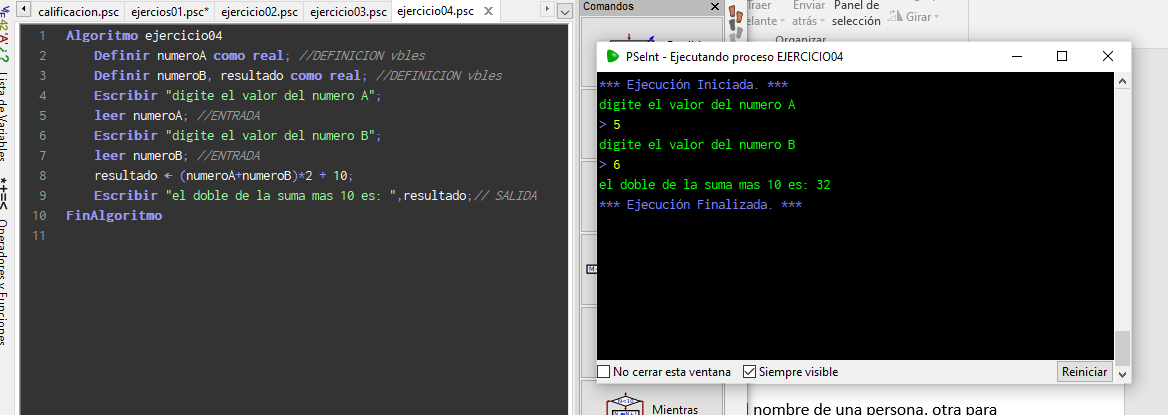 calificacion.psc
ejercios01.psc*
ejercicio02.psc
ejercicio03.psc
ejercicio04.psc
1 Algoritmo ejercicio04
2 Definir numeroA como real; //DEFINICION vbles
3 Definir numeroB, resultado como real; //DEFINICION vbles
4 Escribir "digite el valor del numero A";
5 leer numeroA; //ENTRADA
6 Escribir "digite el valor del numero B";
7 leer numeroB; //ENTRADA
8 resultado ← (numeroA+numeroB)*2 + 10;
9 Escribir "el doble de la suma mas 10 es: ",resultado;// SALIDA
10 FinAlgoritmo
11
Lista de Variables
*+=<
Operadores y Funciones
Comandos
Traer
Enviar
Panel de
elante
atrás
selección
Girar
Organizar
PSeInt - Ejecutando proceso EJERCICIO04
*** Ejecución Iniciada. ***
digite el valor del numero A
> 5
digite el valor del numero B
> 6
el doble de la suma mas 10 es: 32
*** Ejecución Finalizada. ***
No cerrar esta ventana
Siempre visible
Reiniciar
Mientras
l nombre de una persona, otra para